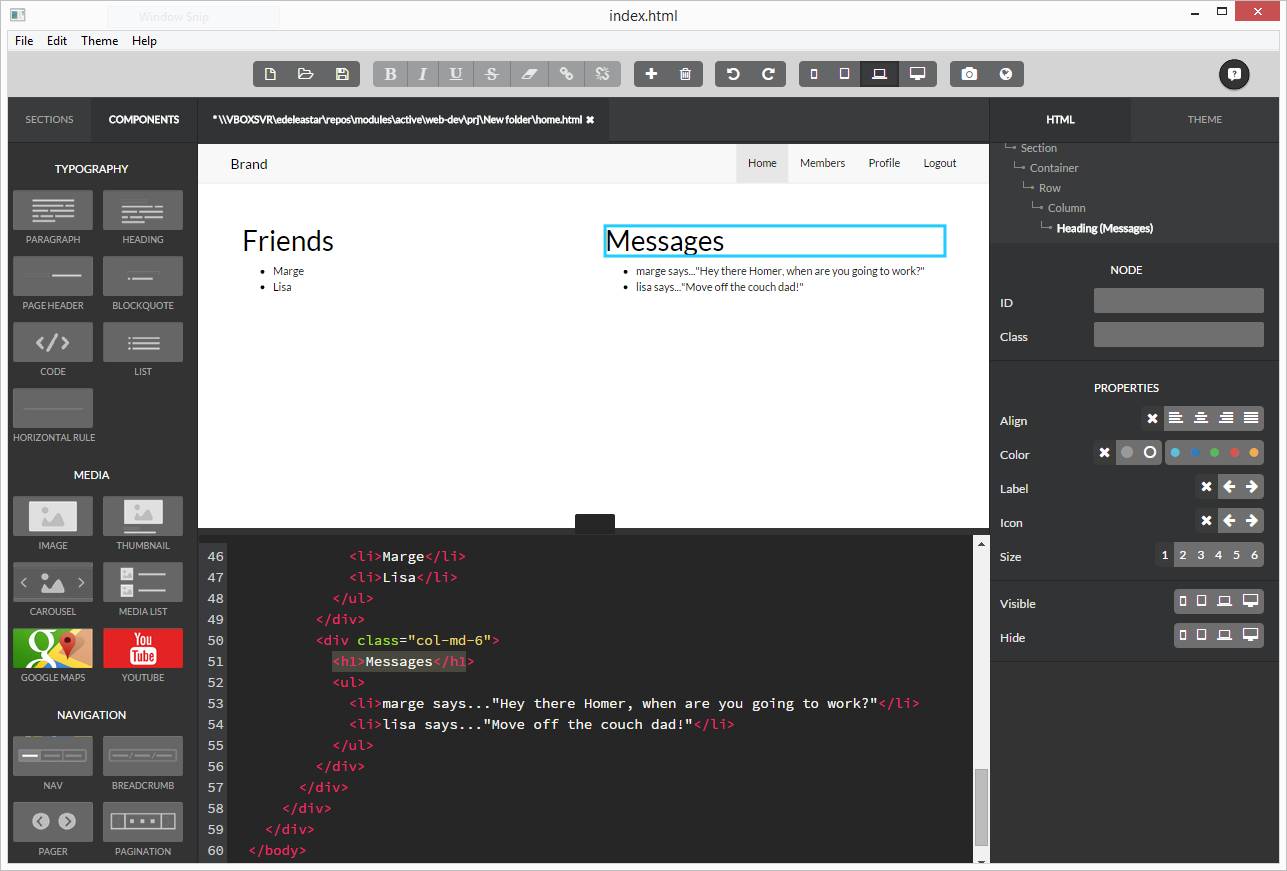 Window Snip
index.html
File Edit Theme Help
B I U S
SECTIONS COMPONENTS
* \\VBOXSVR\edeleastar\repos\modules\active\web-dev\prj\New folder\home.html ✖
HTML THEME
TYPOGRAPHY
PARAGRAPH HEADING
PAGE HEADER BLOCKQUOTE
CODE LIST
HORIZONTAL RULE
MEDIA
IMAGE THUMBNAIL
CAROUSEL MEDIA LIST
You
Tube
GOOGLE MAPS YOUTUBE
NAVIGATION
NAV BREADCRUMB
PAGER PAGINATION
Brand Home Members Profile Logout
Friends
• Marge
• Lisa
Messages
• marge says..."Hey there Homer, when are you going to work?"
• lisa says..."Move off the couch dad!"
46 <li>Marge</li>
47 <li>Lisa</li>
48 </ul>
49 </div>
50 <div class="col-md-6">
51 <h1>Messages</h1>
52 <ul>
53 <li>marge says..."Hey there Homer, when are you going to work?"</li>
54 <li>lisa says..."Move off the couch dad!"</li>
55 </ul>
56 </div>
57 </div>
58 </div>
59 </div>
60 </body>
Section
Container
Row
Column
Heading (Messages)
NODE
ID
Class
PROPERTIES
Align
Color
Label
Icon
Size 1 2 3 4 5 6
Visible
Hide